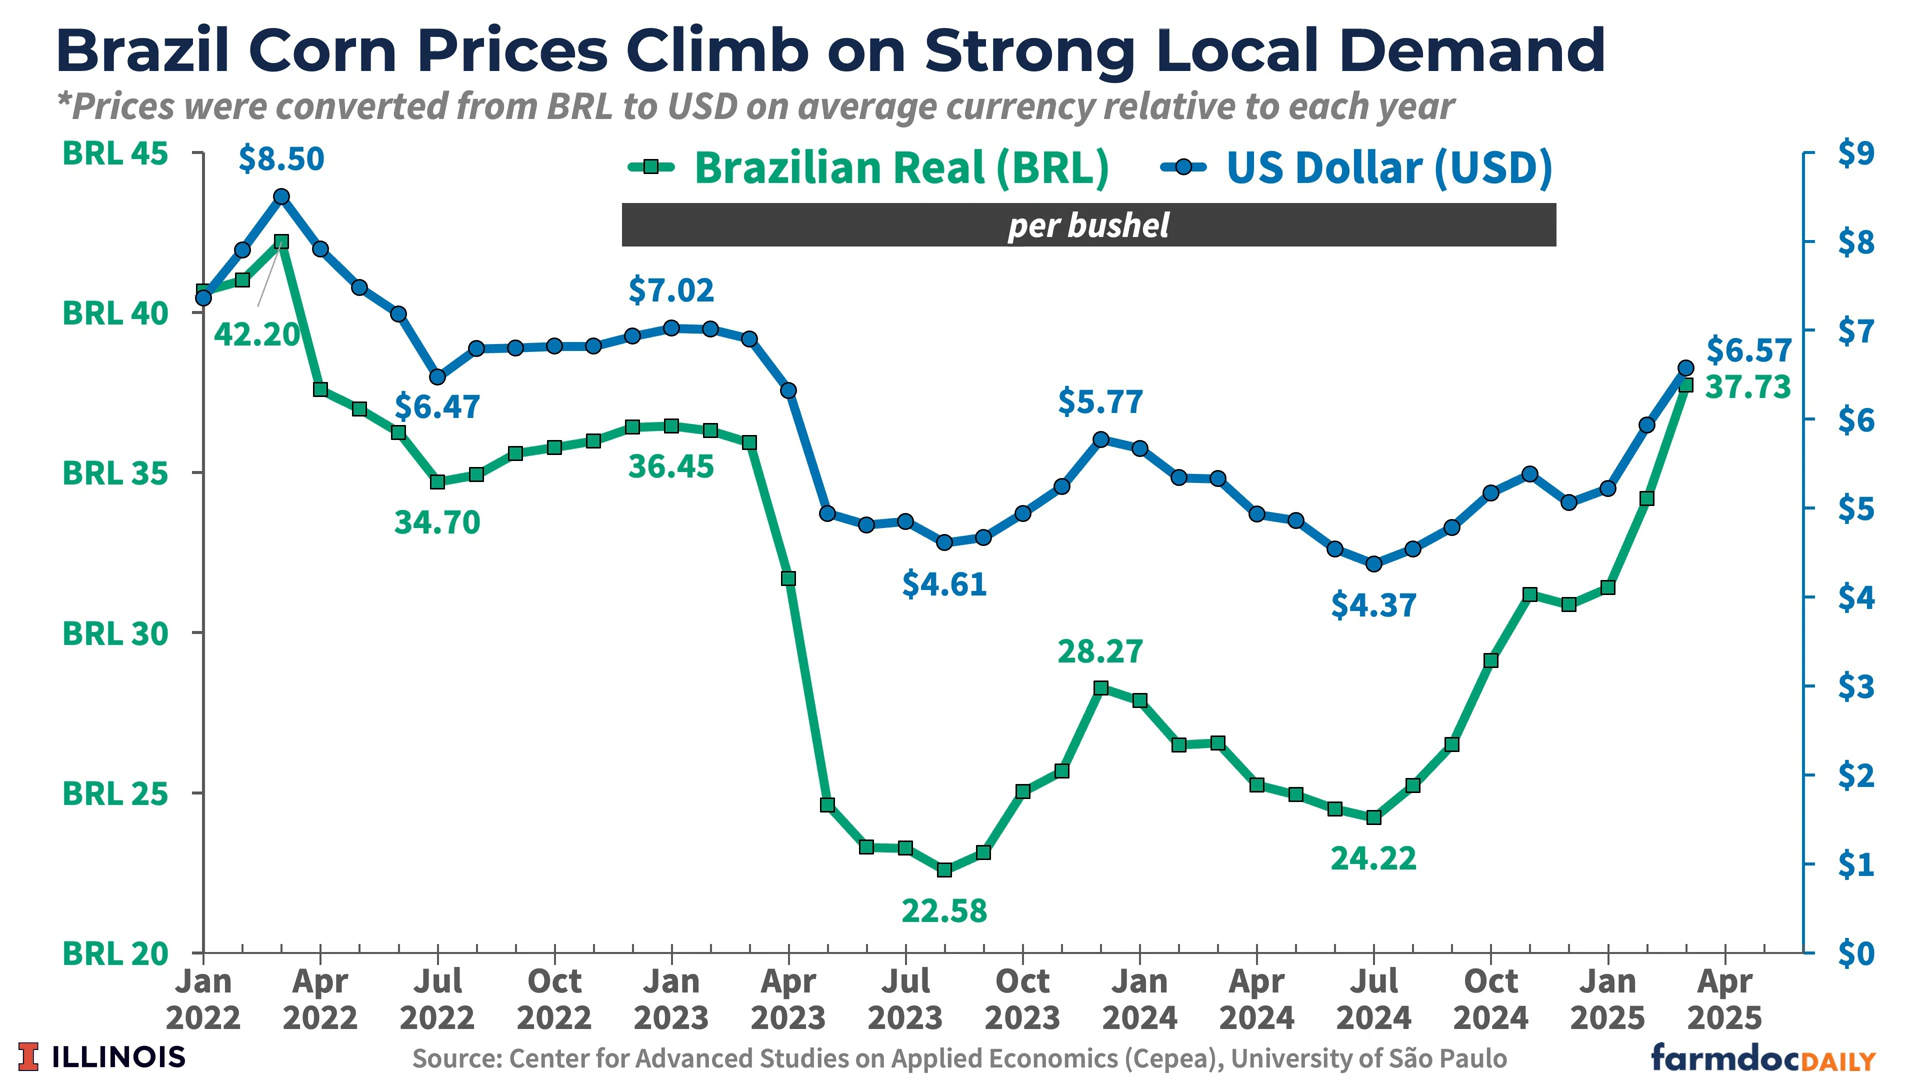 Brazil Corn Prices Climb on Strong Local Demand
*Prices were converted from BRL to USD on average currency relative to each year
Brazilian Real (BRL) US Dollar (USD)
per bushel
BRL 45
BRL 40
BRL 35
BRL 30
BRL 25
BRL 20
$9
$8
$7
$6
$5
$4
$3
$2
$1
$0
$8.50
42.20
$6.47
34.70
$7.02
36.45
$4.61
22.58
$5.77
28.27
$4.37
24.22
$6.57
37.73
Jan Apr Jul Oct Jan Apr Jul Oct Jan Apr Jul Oct Jan Apr
2022 2022 2022 2022 2023 2023 2023 2023 2024 2024 2024 2024 2025 2025
I ILLINOIS
Source: Center for Advanced Studies on Applied Economics (Cepea), University of São Paulo
farmdocDAILY